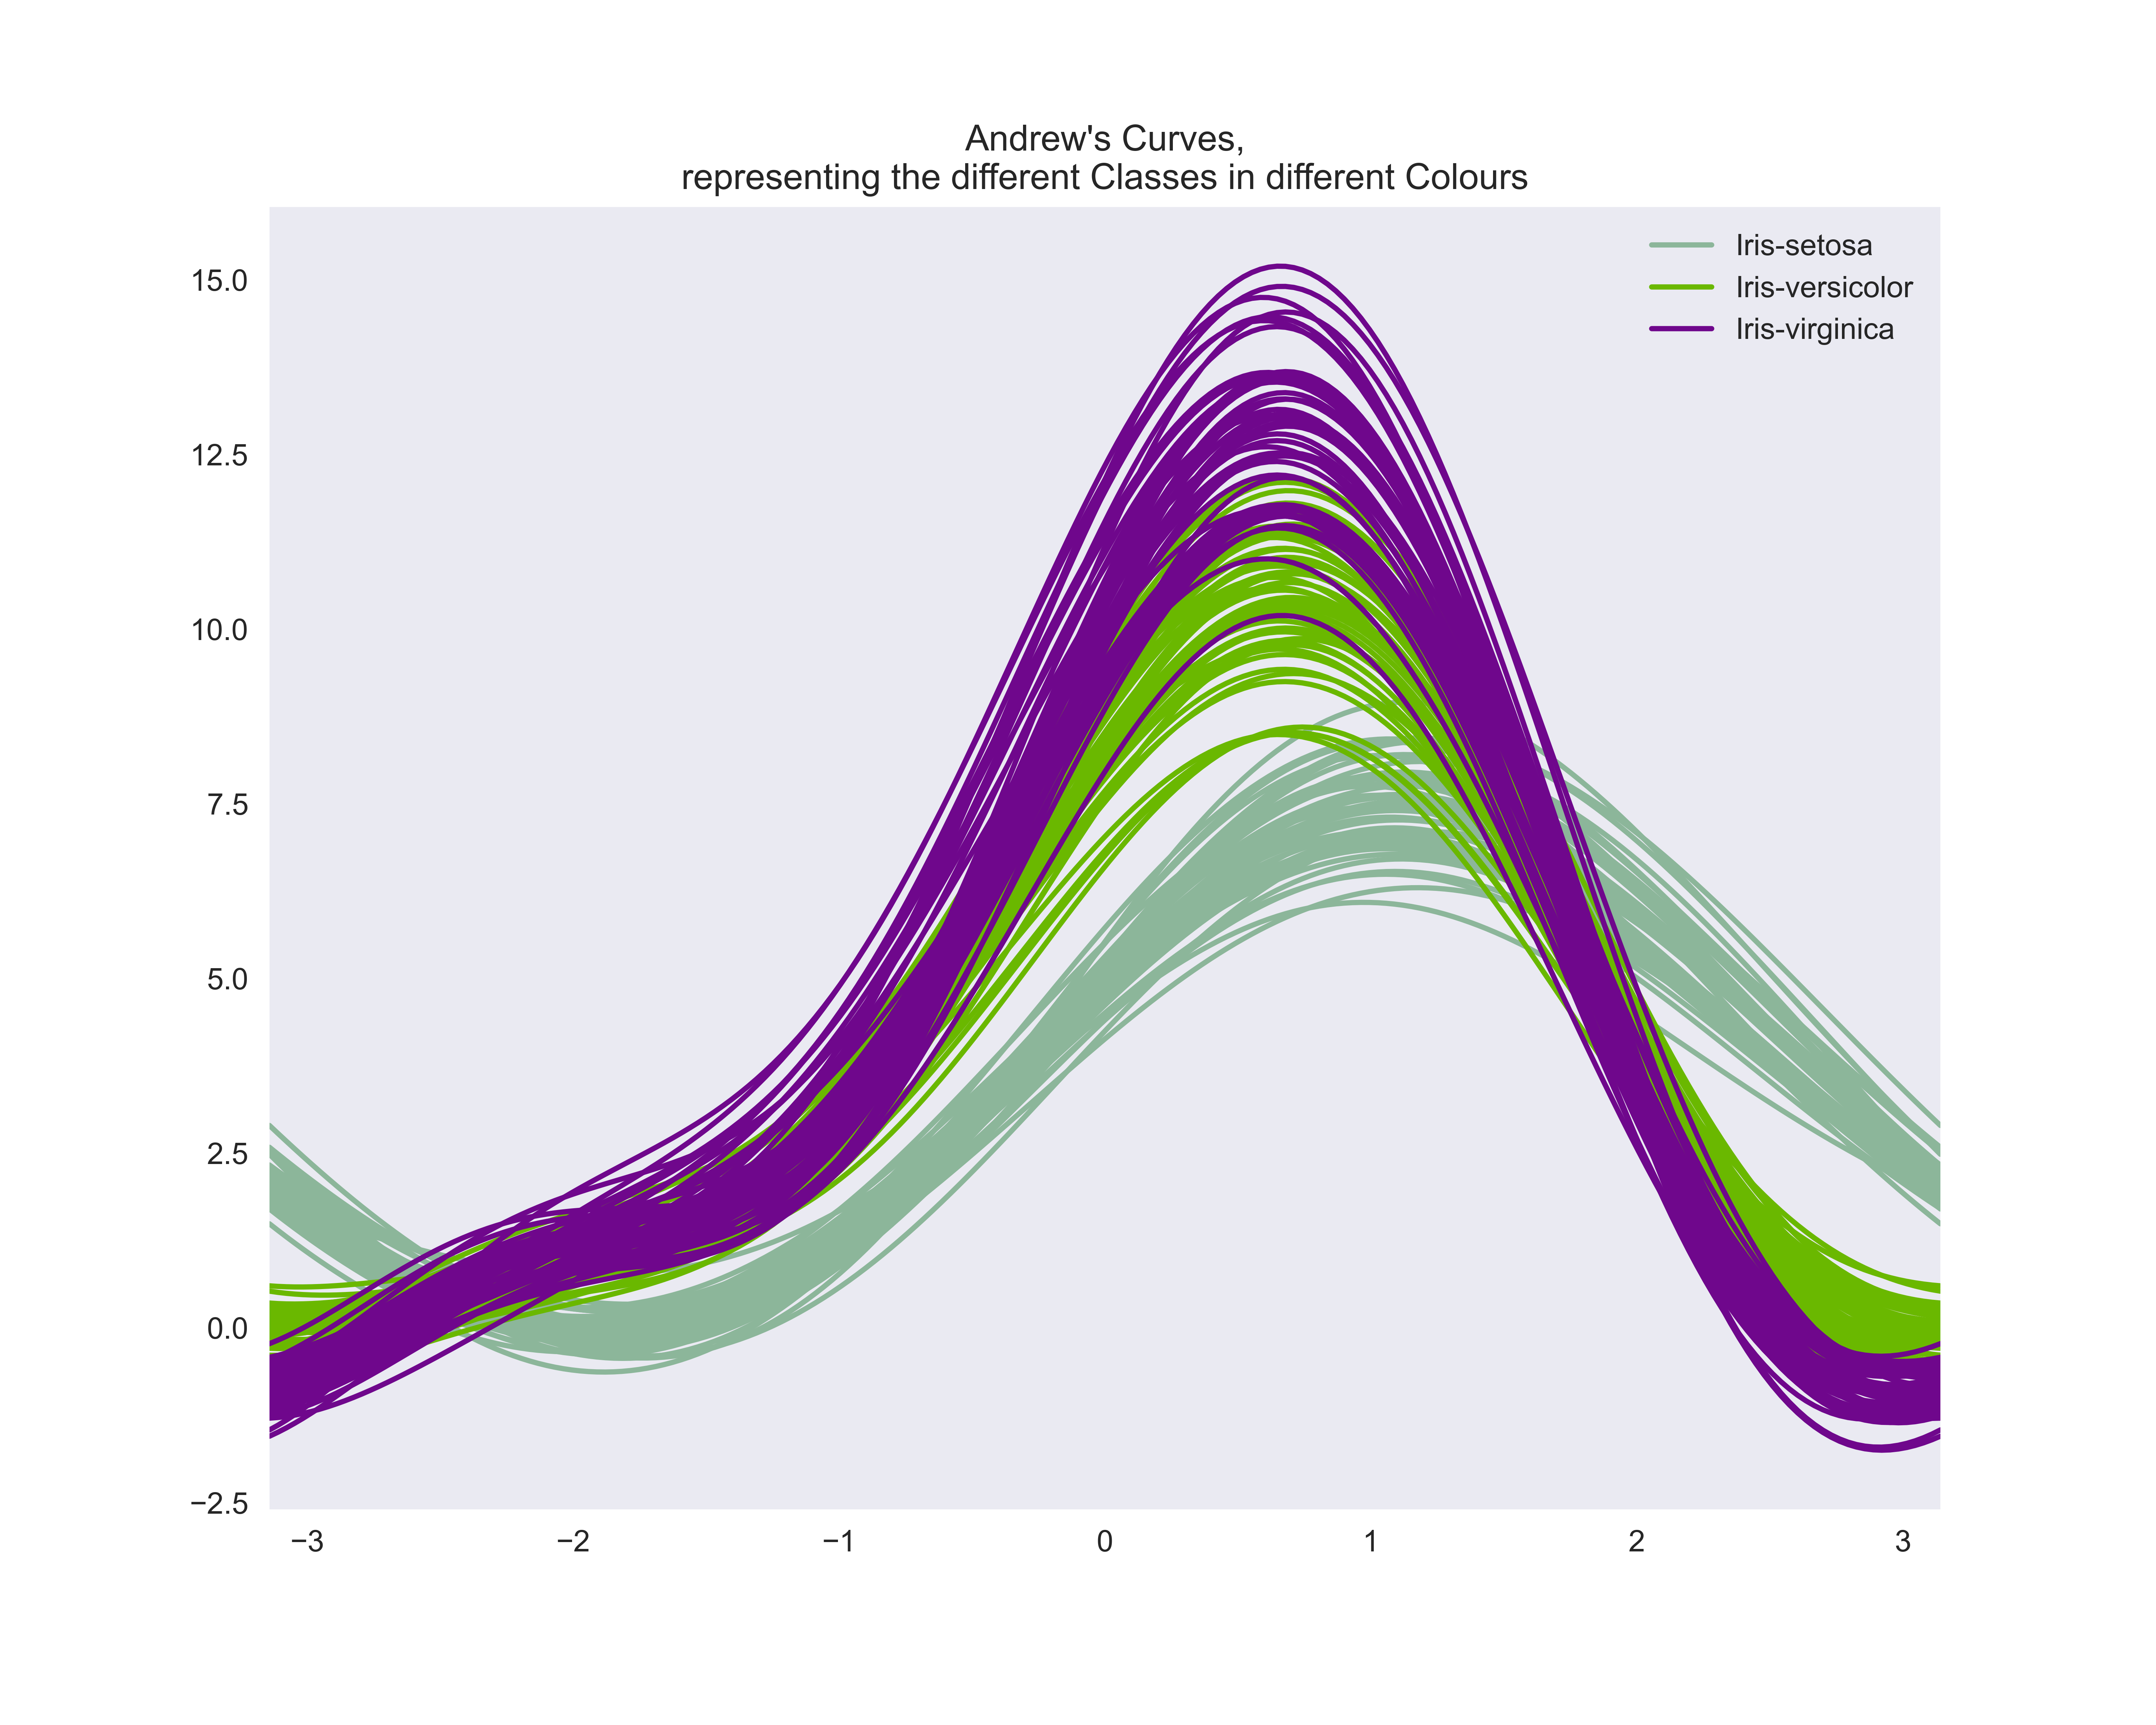 Andrew's Curves,
representing the different Classes in different Colours
Iris-setosa
Iris-versicolor
Iris-virginica
15.0
12.5
10.0
7.5
5.0
2.5
0.0
−2.5
−3 −2 −1 0 1 2 3